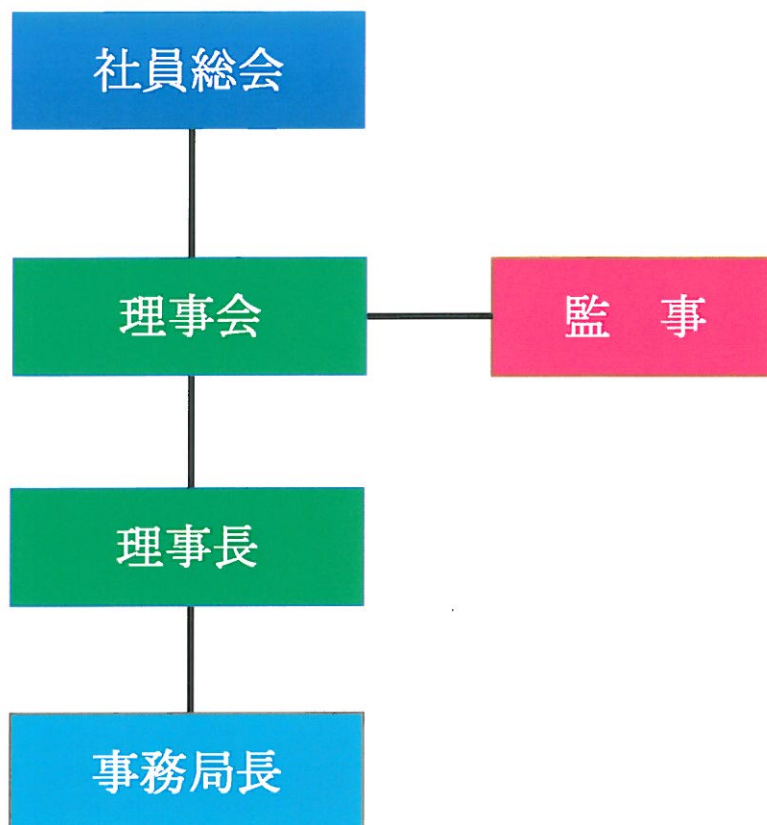 社員総会
理事会
監　事
理事長
事務局長